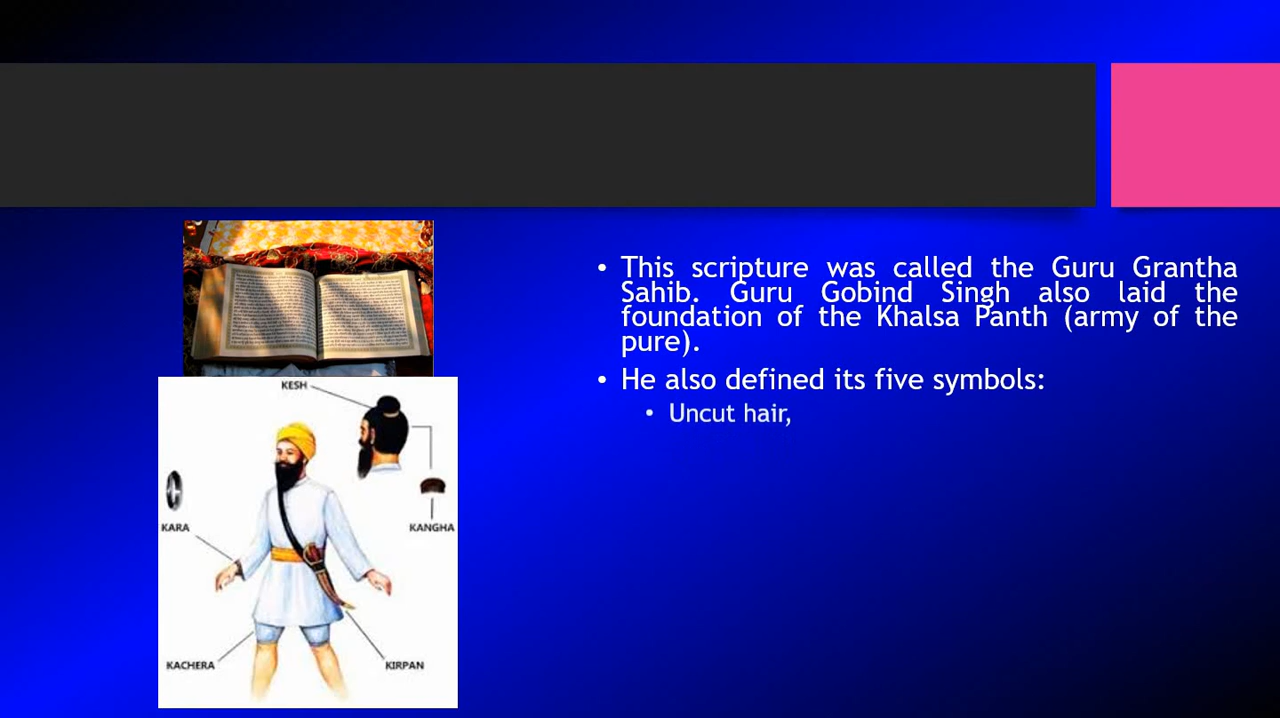 • This scripture was called the Guru Grantha
Sahib. Guru Gobind Singh also laid the
foundation of the Khalsa Panth (army of the
pure).
• He also defined its five symbols:
• Uncut hair,
KESH
KARA
KANGHA
KACHERA
KIRPAN